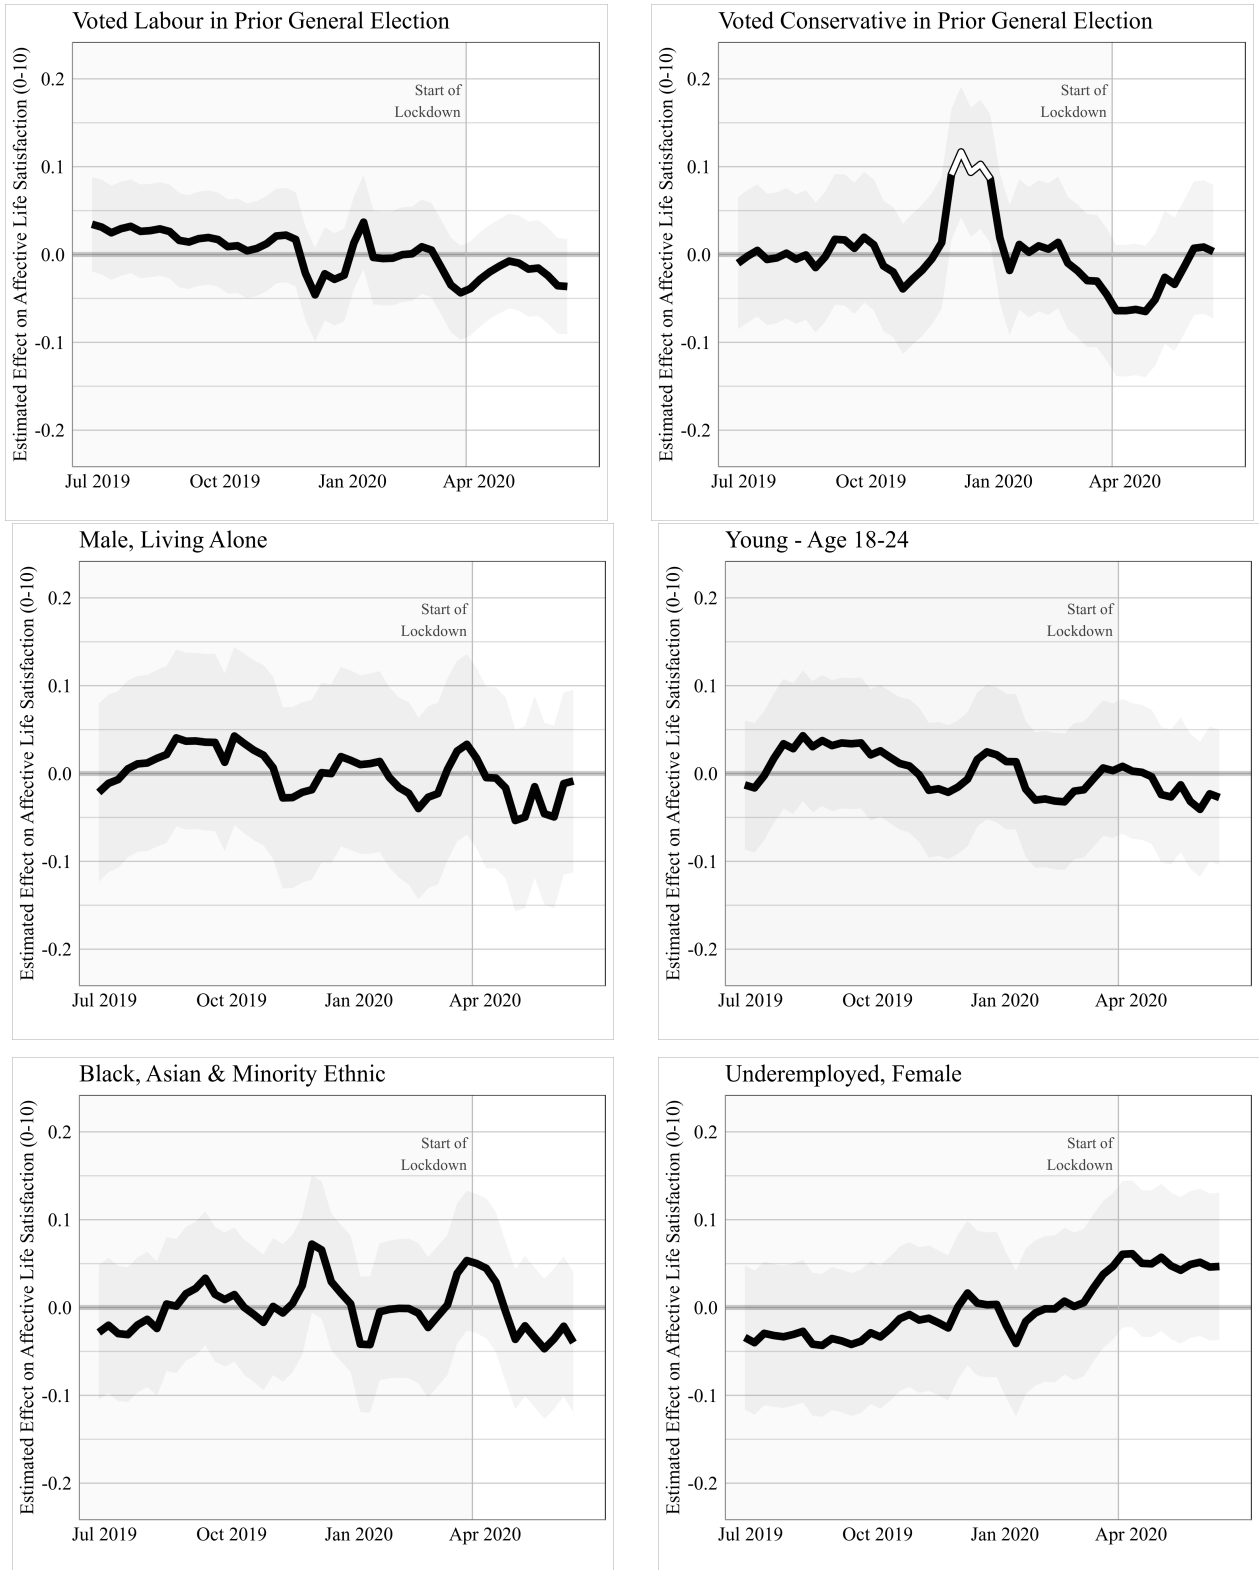 Voted Labour in Prior General Election
Estimated Effect on Affective Life Satisfaction (0-10)
0.2
0.1
0.0
-0.1
-0.2
Start of
Lockdown
Jul 2019 Oct 2019 Jan 2020 Apr 2020
Voted Conservative in Prior General Election
Estimated Effect on Affective Life Satisfaction (0-10)
0.2
0.1
0.0
-0.1
-0.2
Start of
Lockdown
Jul 2019 Oct 2019 Jan 2020 Apr 2020
Male, Living Alone
Estimated Effect on Affective Life Satisfaction (0-10)
0.2
0.1
0.0
-0.1
-0.2
Start of
Lockdown
Jul 2019 Oct 2019 Jan 2020 Apr 2020
Young - Age 18-24
Estimated Effect on Affective Life Satisfaction (0-10)
0.2
0.1
0.0
-0.1
-0.2
Start of
Lockdown
Jul 2019 Oct 2019 Jan 2020 Apr 2020
Black, Asian & Minority Ethnic
Estimated Effect on Affective Life Satisfaction (0-10)
0.2
0.1
0.0
-0.1
-0.2
Start of
Lockdown
Jul 2019 Oct 2019 Jan 2020 Apr 2020
Underemployed, Female
Estimated Effect on Affective Life Satisfaction (0-10)
0.2
0.1
0.0
-0.1
-0.2
Start of
Lockdown
Jul 2019 Oct 2019 Jan 2020 Apr 2020